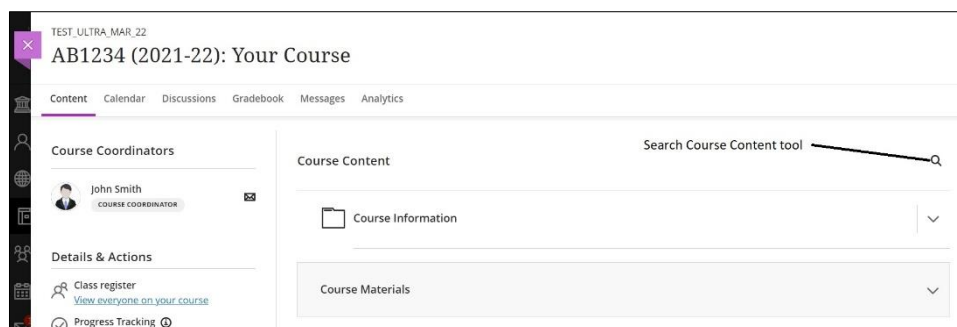 TEST_ULTRA_MAR_22
AB1234 (2021-22): Your Course
Content Calendar Discussions Gradebook Messages Analytics
Course Coordinators
John Smith
COURSE COORDINATOR
Details & Actions
Class register
View everyone on your course
Progress Tracking
Course Content
Search Course Content tool
Course Information
Course Materials